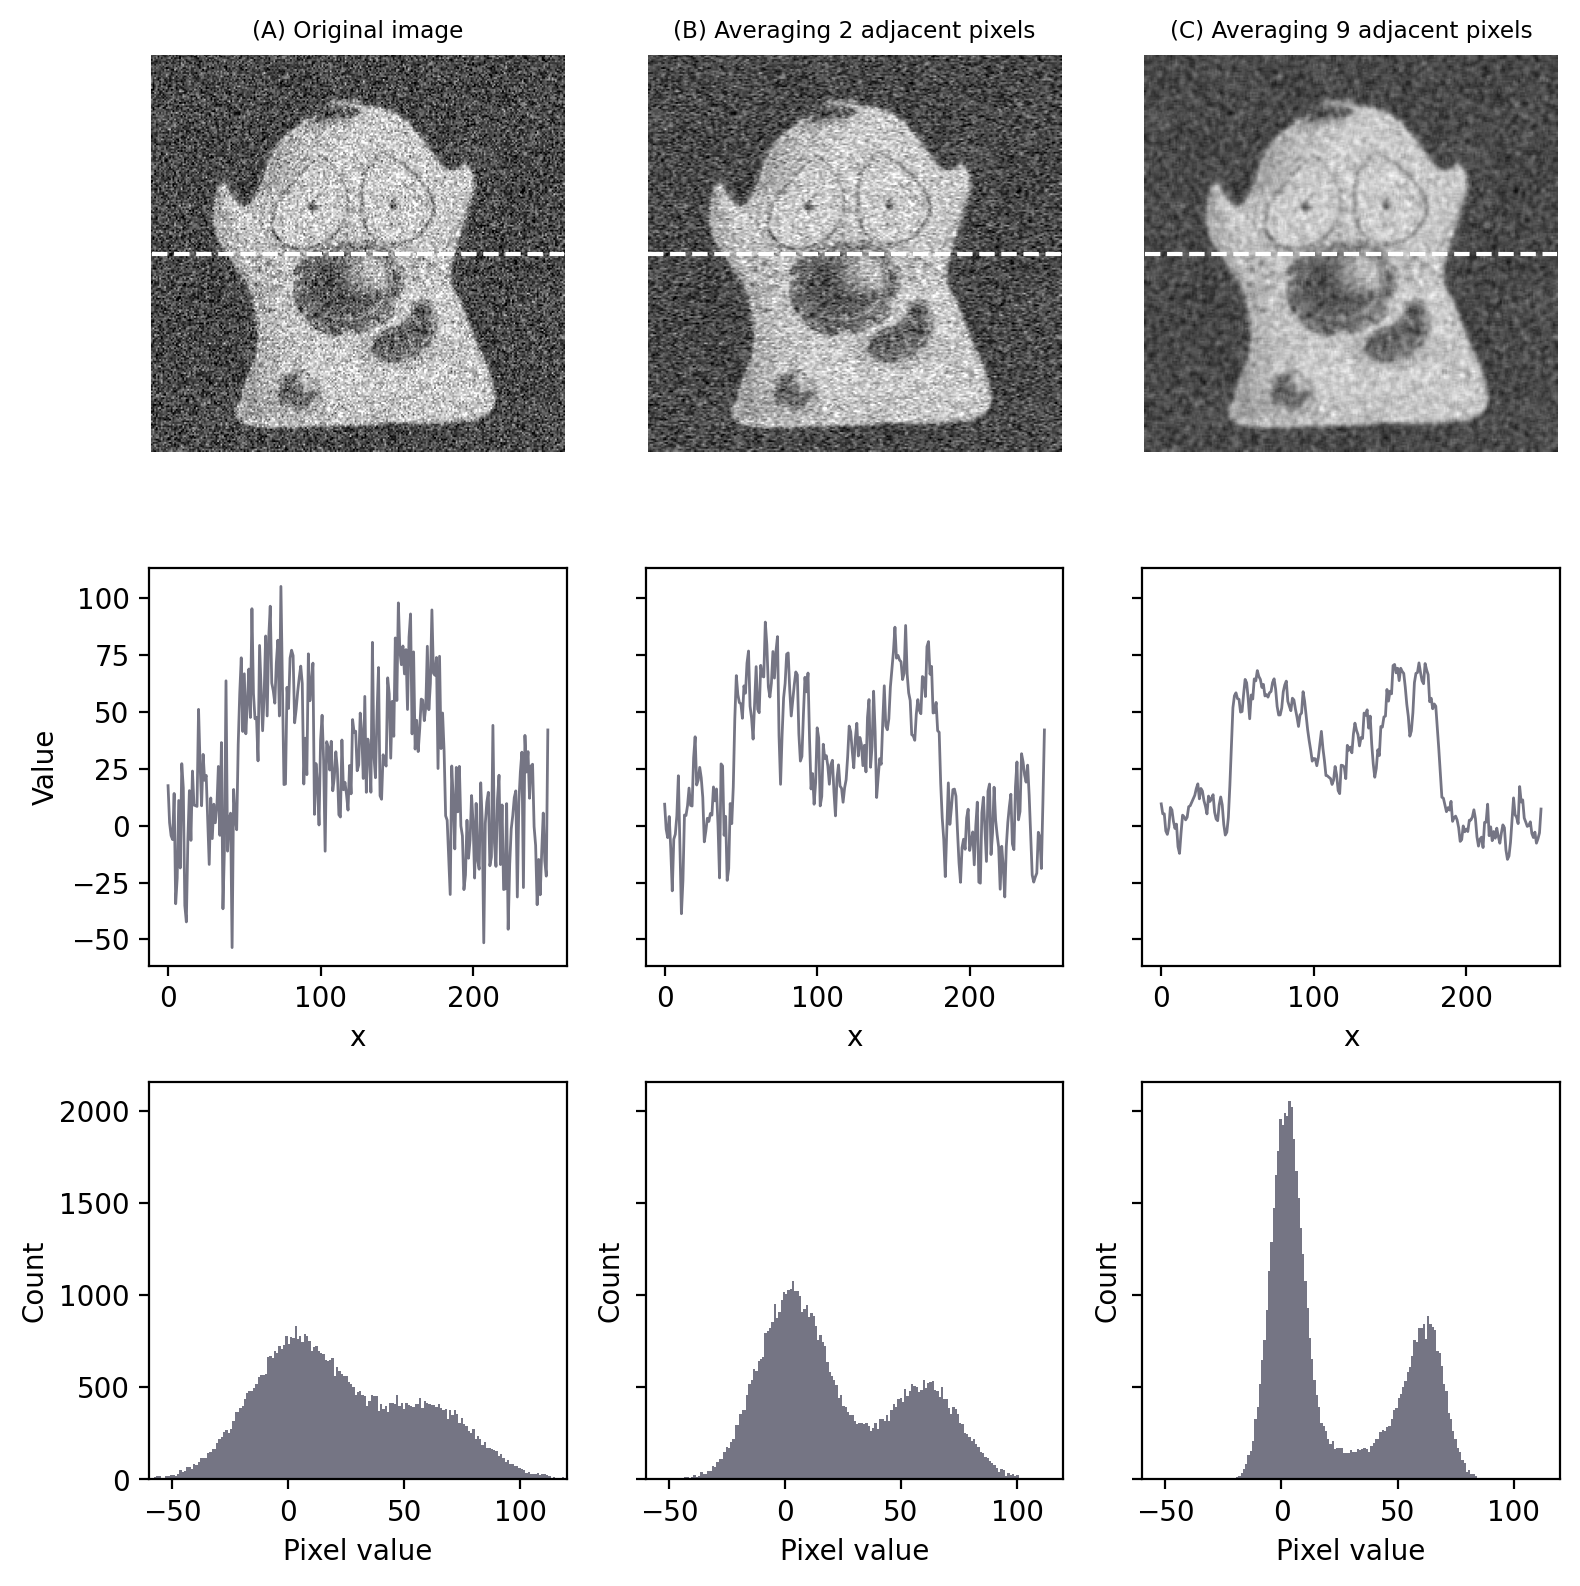 (A) Original image (B) Averaging 2 adjacent pixels (C) Averaging 9 adjacent pixels
100
75
50
25
0
−25
−50
Value
0 100 200 0 100 200 0 100 200
x x x
2000
1500
1000
500
0
Count Count Count
−50 0 50 100 −50 0 50 100 −50 0 50 100
Pixel value Pixel value Pixel value